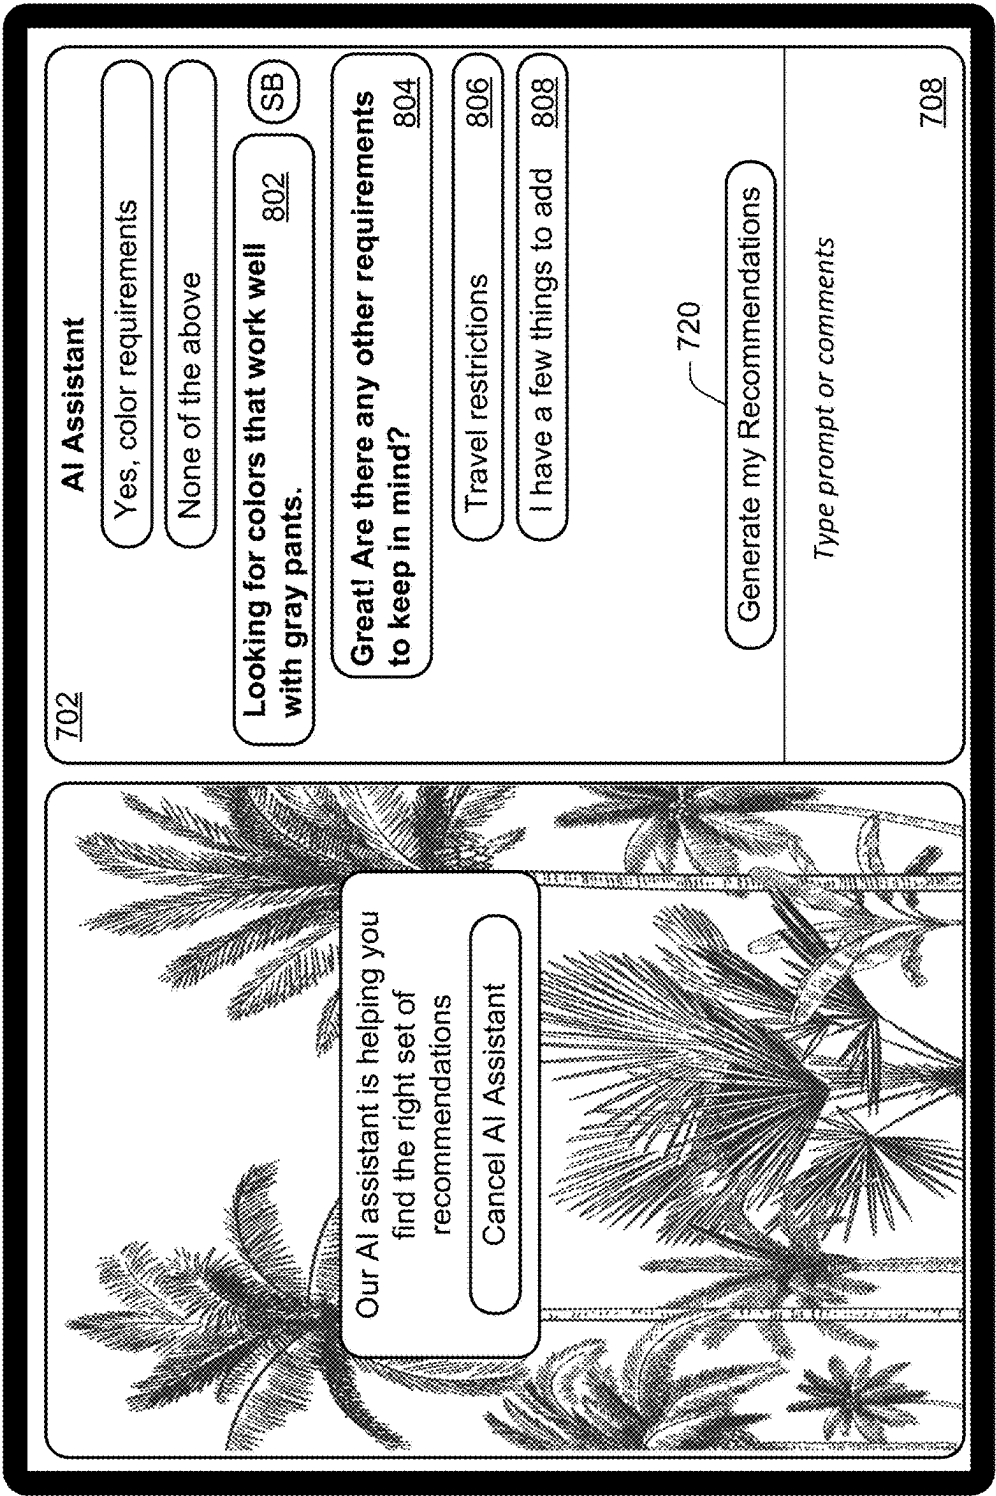 Our AI assistant is helping you
find the right set of
recommendations
Cancel AI Assistant
702
AI Assistant
Yes, color requirements
None of the above
Looking for colors that work well
with gray pants.
802
SB
Great! Are there any other requirements
to keep in mind?
804
Travel restrictions 806
I have a few things to add 808
720
Generate my Recommendations
Type prompt or comments
708